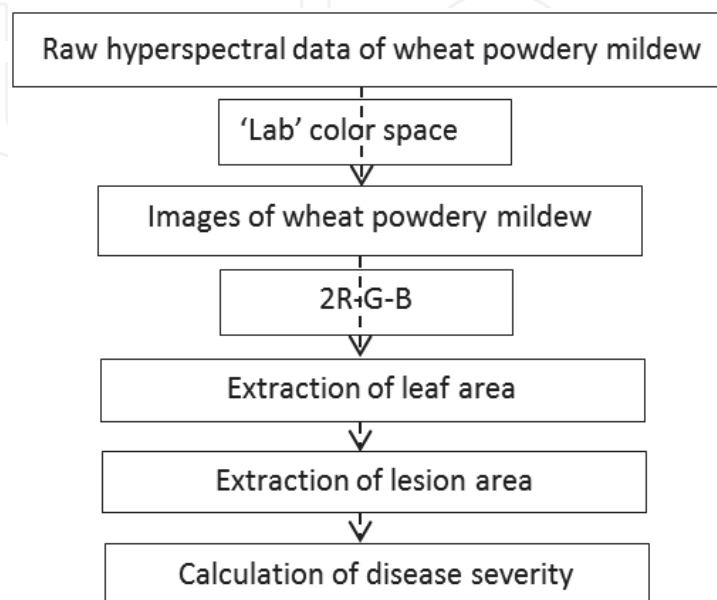 Raw hyperspectral data of wheat powdery mildew
‘Lab’ color space
Images of wheat powdery mildew
2R-G-B
Extraction of leaf area
Extraction of lesion area
Calculation of disease severity